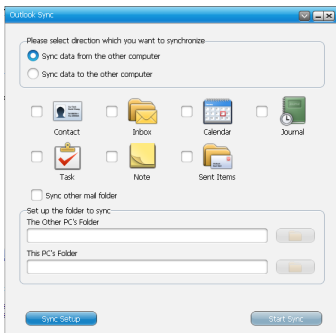 Outlook Sync
Please select direction which you want to synchronize
Sync data from the other computer
Sync data to the other computer
Contact
Inbox
Calendar
Journal
Task
Note
Sent Items
Sync other mail folder
Set up the folder to sync
The Other PC's Folder
This PC's Folder
Sync Setup
Start Sync